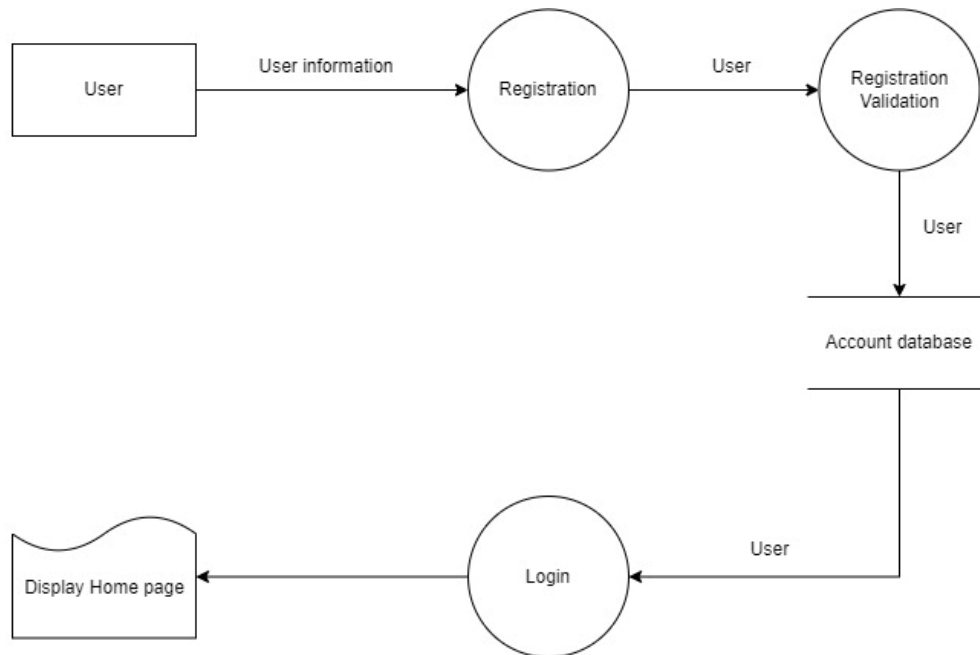 User
User information
Registration
User
Registration
Validation
User
Account database
User
Login
Display Home page